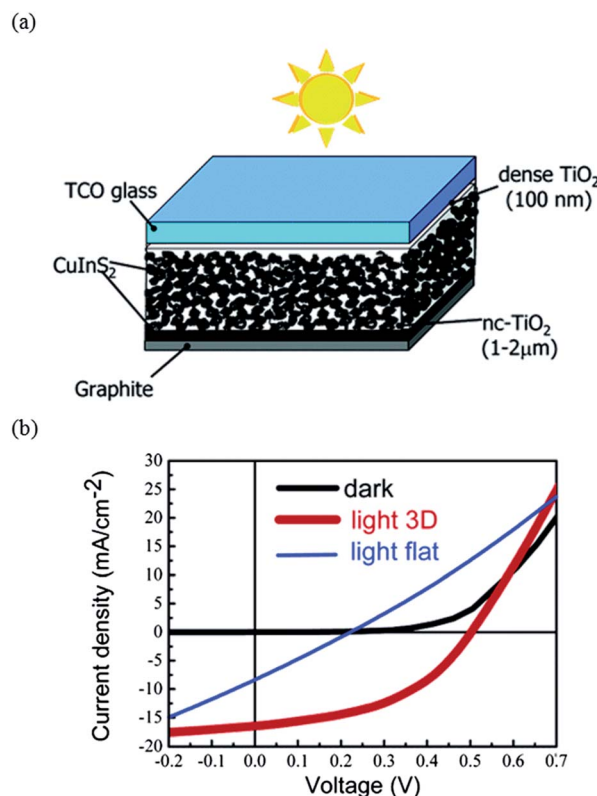 (a)
TCO glass
dense TiO₂
(100 nm)
CuInS₂
nc-TiO₂
(1-2μm)
Graphite
(b)
Current density (mA/cm⁻²)
30
25
20
15
10
5
0
-5
-10
-15
-20
dark
light 3D
light flat
-0.2 -0.1 0.0 0.1 0.2 0.3 0.4 0.5 0.6 0.7
Voltage (V)